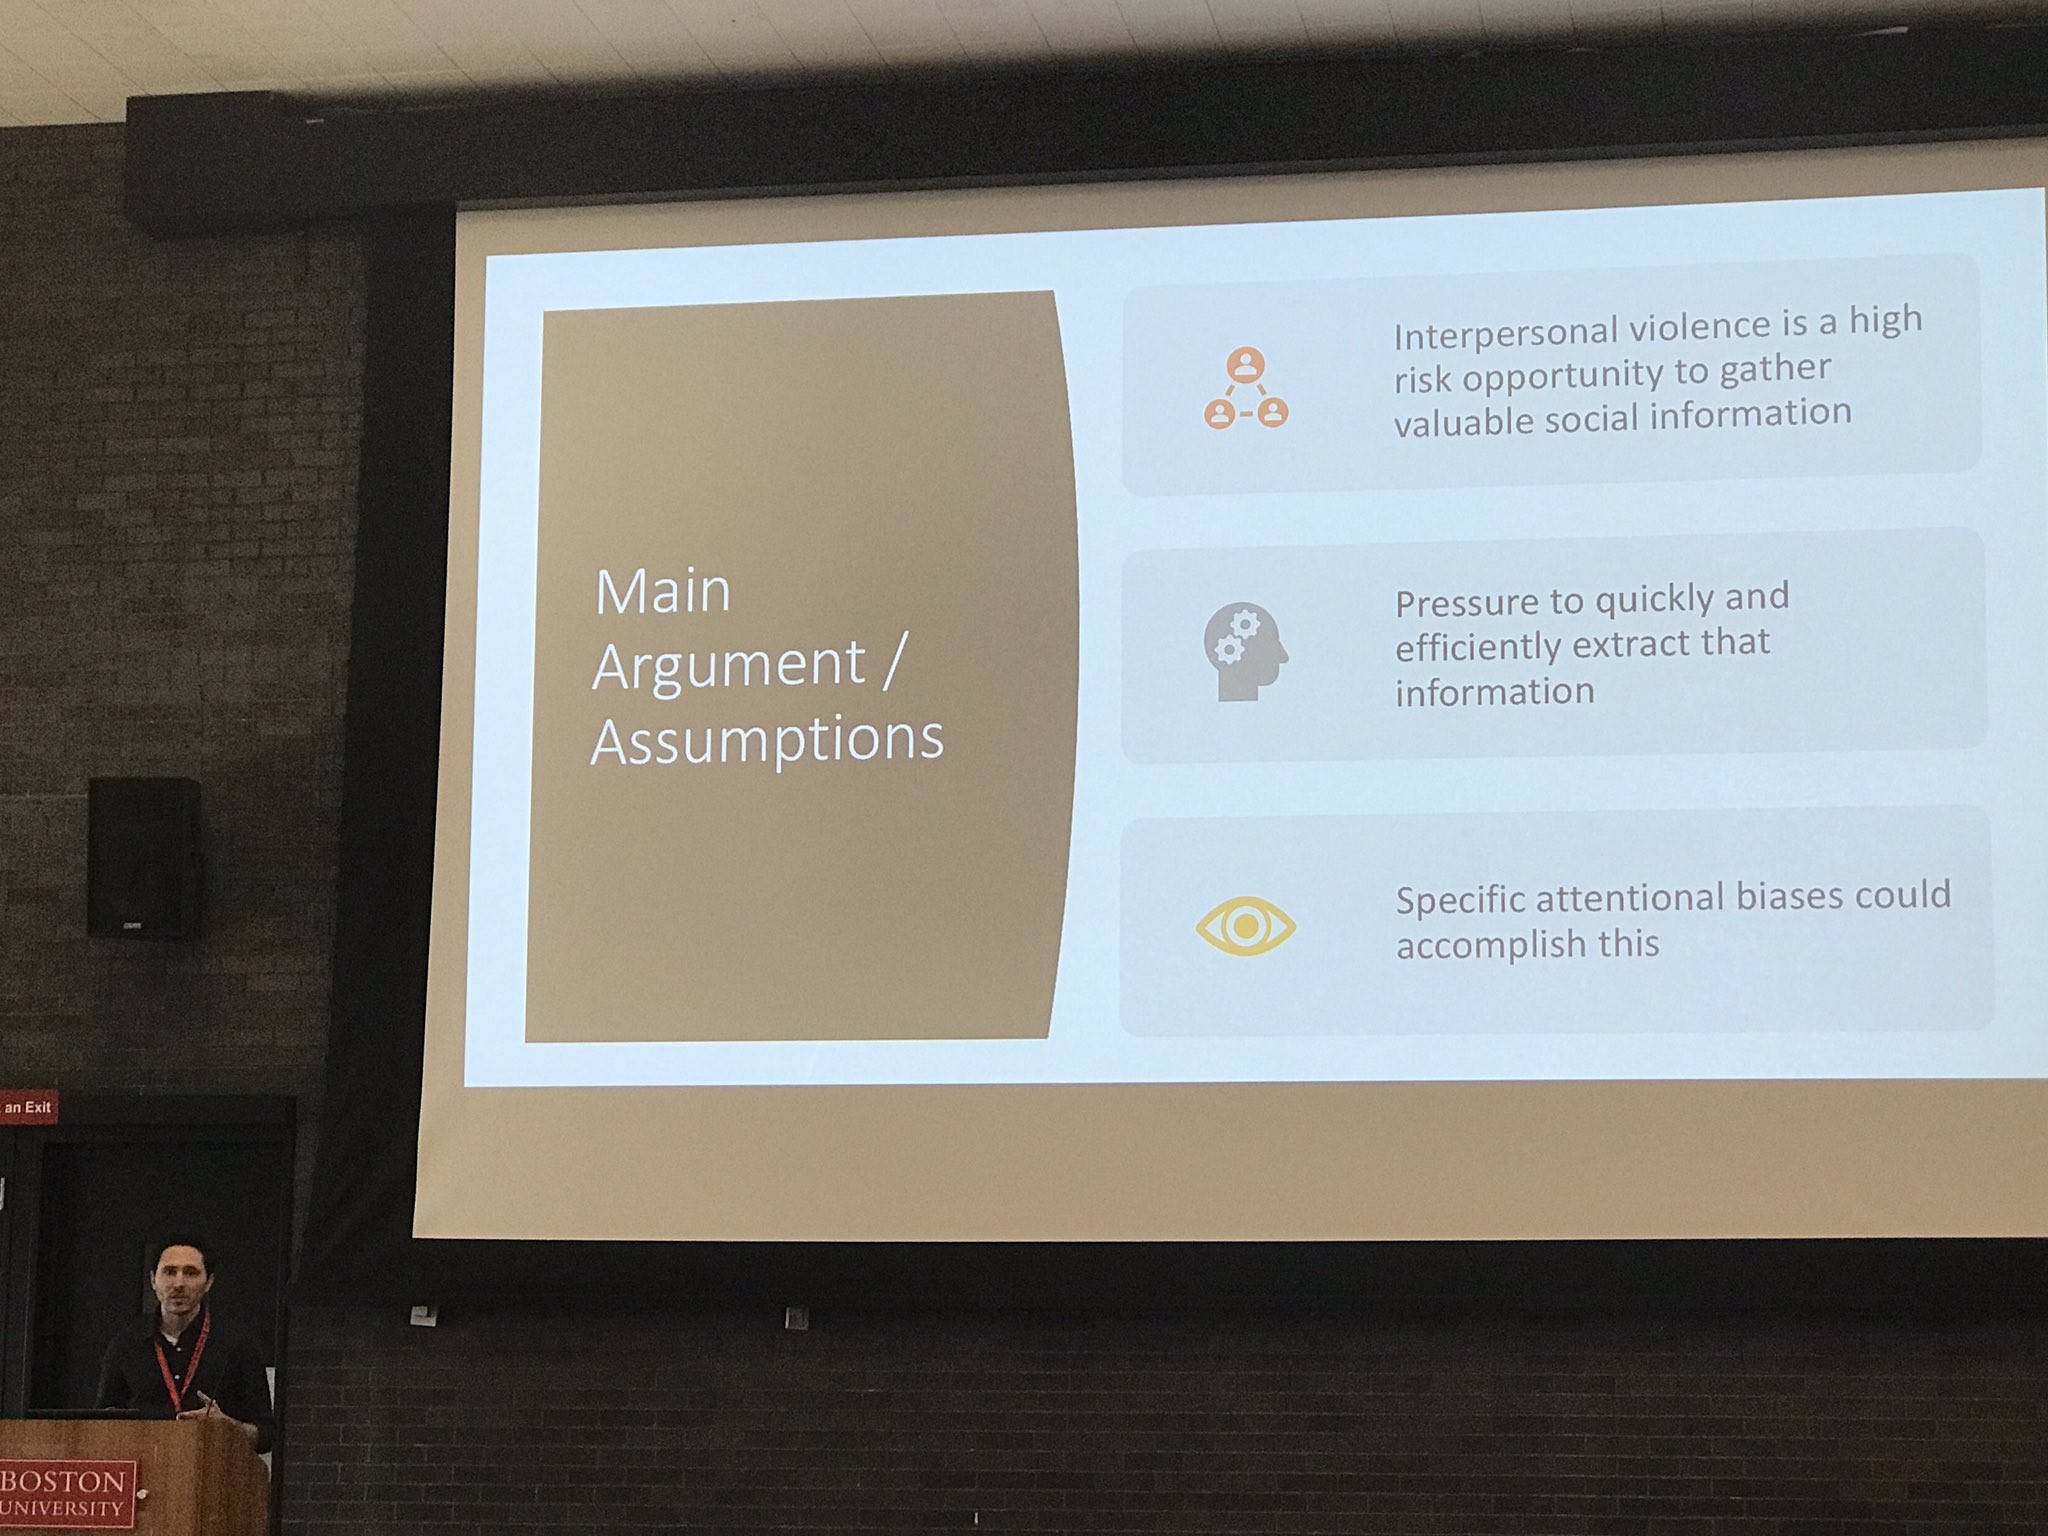 Main
Argument /
Assumptions
Interpersonal violence is a high
risk opportunity to gather
valuable social information
Pressure to quickly and
efficiently extract that
information
Specific attentional biases could
accomplish this
an Exit
BOSTON
UNIVERSITY